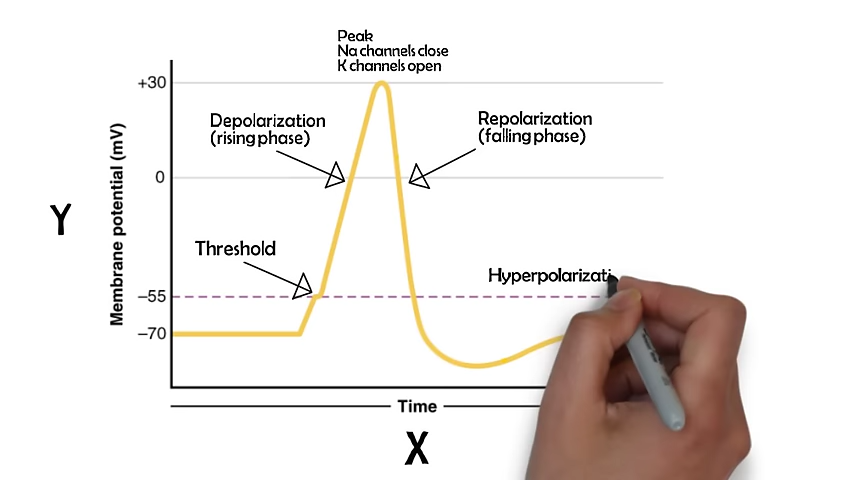 Peak
Na channels close
K channels open
+30
Depolarization
(rising phase)
Repolarization
(falling phase)
0
Y
Membrane potential (mV)
Threshold
Hyperpolarizati
–55
–70
Time
X